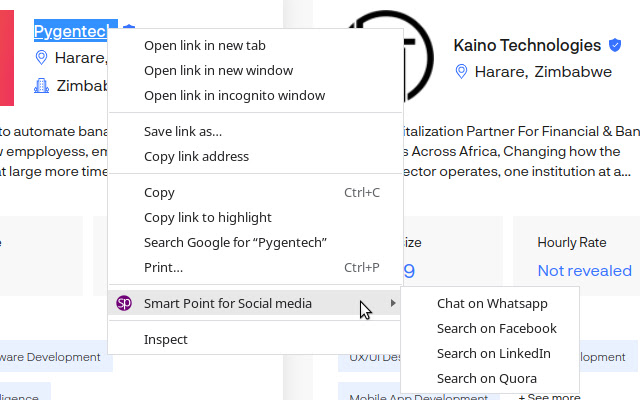 Pygentech
Harare,
Zimbab
Kaino Technologies
Harare, Zimbabwe
Open link in new tab
Open link in new window
Open link in incognito window
Save link as...
Copy link address
Copy Ctrl+C
Copy link to highlight
Search Google for “Pygentech”
Print... Ctrl+P
Smart Point for Social media
Inspect
Chat on Whatsapp
Search on Facebook
Search on LinkedIn
Search on Quora
to automate bana
w emplpoyess, em
at large more time
italization Partner For Financial & Ban
s Across Africa, Changing how the
ector operates, one institution at a...
size
9
Hourly Rate
Not revealed
ware Development
ligence
UX/UI Des
lopment
Mobile App Development
+ See more